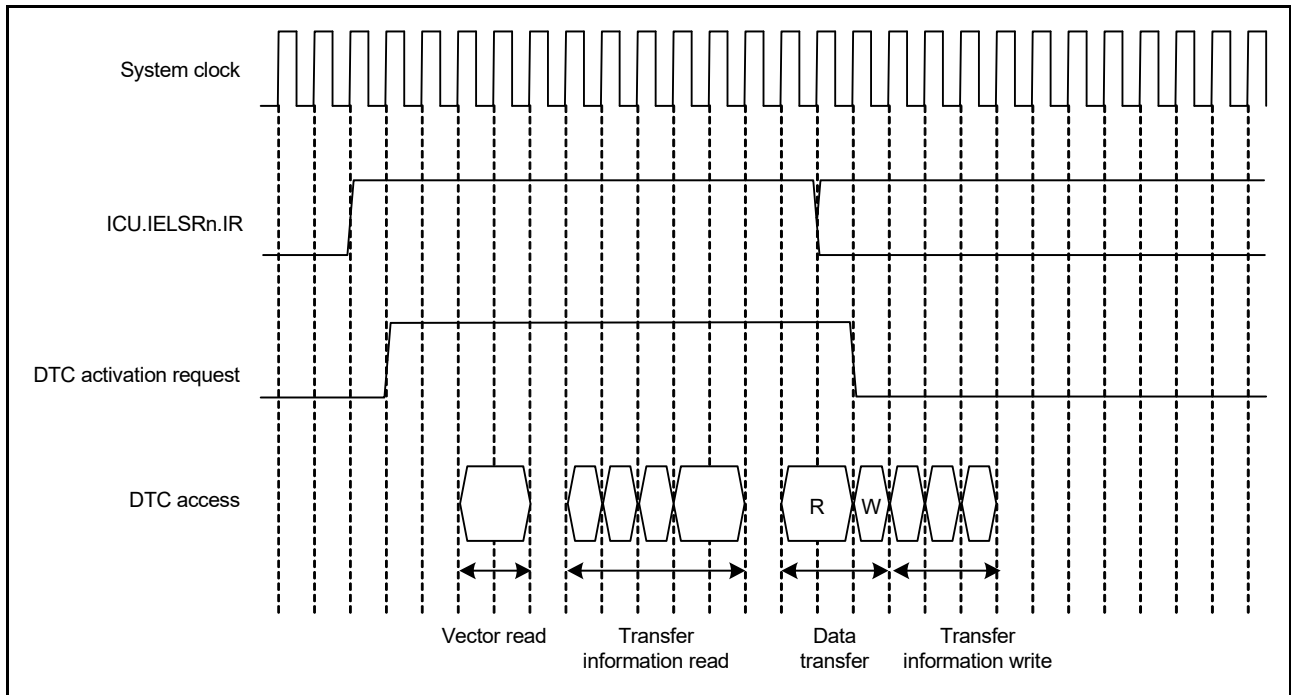 System clock
ICU.IELSRn.IR
DTC activation request
DTC access
R
W
Vector read
Transfer
information read
Data
transfer
Transfer
information write